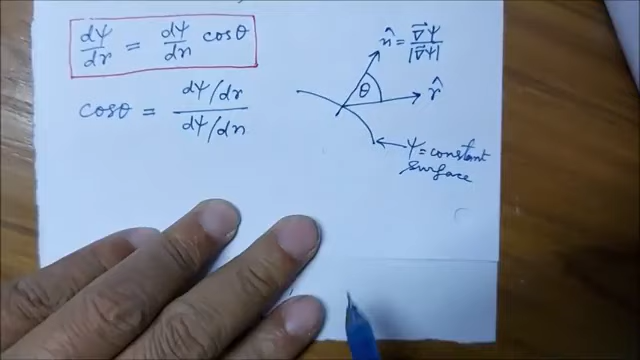 dψ/dr = dψ/dn cosθ
cosθ = dψ/dr / dψ/dn
n̂ = ∇⃗ψ/|∇⃗ψ|
θ
r̂
ψ = constant
surface